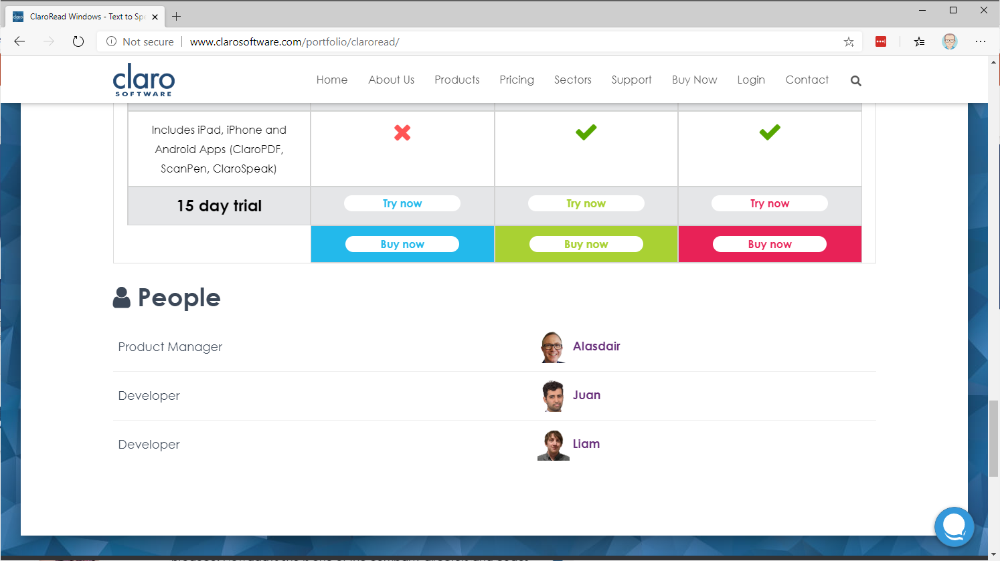 ClaroRead Windows - Text to Spe
Not secure
www.clarosoftware.com/portfolio/claroread/
claro
SOFTWARE
Home
About Us
Products
Pricing
Sectors
Support
Buy Now
Login
Contact
Includes iPad, iPhone and
Android Apps (ClaroPDF,
ScanPen, ClaroSpeak)
15 day trial
Try now
Try now
Try now
Buy now
Buy now
Buy now
People
Product Manager
Alasdair
Developer
Juan
Developer
Liam